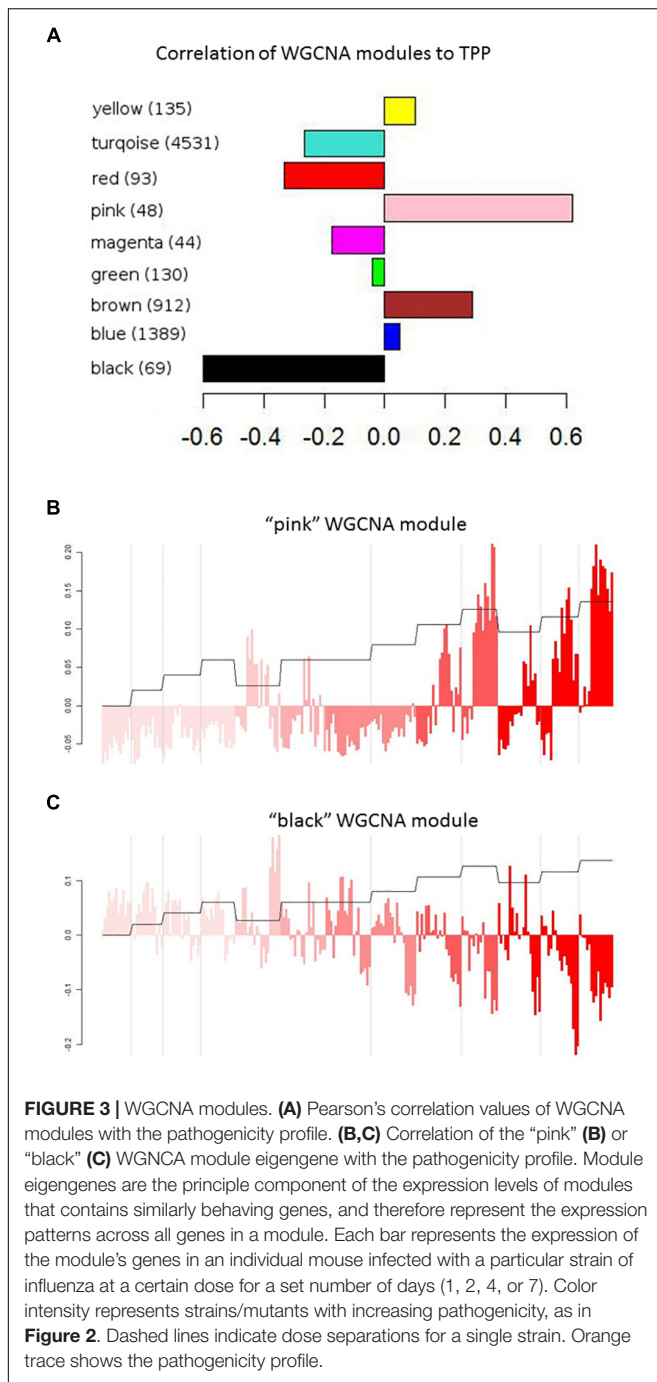 A
Correlation of WGCNA modules to TPP
yellow (135)
turqoise (4531)
red (93)
pink (48)
magenta (44)
green (130)
brown (912)
blue (1389)
black (69)
-0.6 -0.4 -0.2 0.0 0.2 0.4 0.6
B
"pink" WGCNA module
0.20
0.15
0.10
0.05
0.00
-0.05
C
"black" WGCNA module
0.1
0.0
-0.1
-0.2
FIGURE 3 | WGCNA modules. (A) Pearson's correlation values of WGCNA
modules with the pathogenicity profile. (B,C) Correlation of the "pink" (B) or
"black" (C) WGNCA module eigengene with the pathogenicity profile. Module
eigengenes are the principle component of the expression levels of modules
that contains similarly behaving genes, and therefore represent the expression
patterns across all genes in a module. Each bar represents the expression of
the module's genes in an individual mouse infected with a particular strain of
influenza at a certain dose for a set number of days (1, 2, 4, or 7). Color
intensity represents strains/mutants with increasing pathogenicity, as in
Figure 2. Dashed lines indicate dose separations for a single strain. Orange
trace shows the pathogenicity profile.